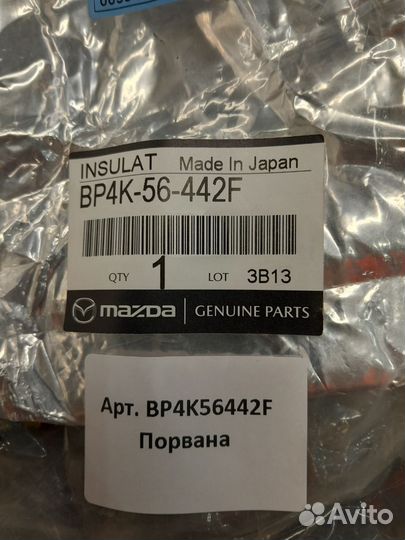 INSULAT Made In Japan
BP4K-56-442F
QTY 1 LOT 3B13
mazda GENUINE PARTS
Арт. BP4K56442F
Порвана
Avito